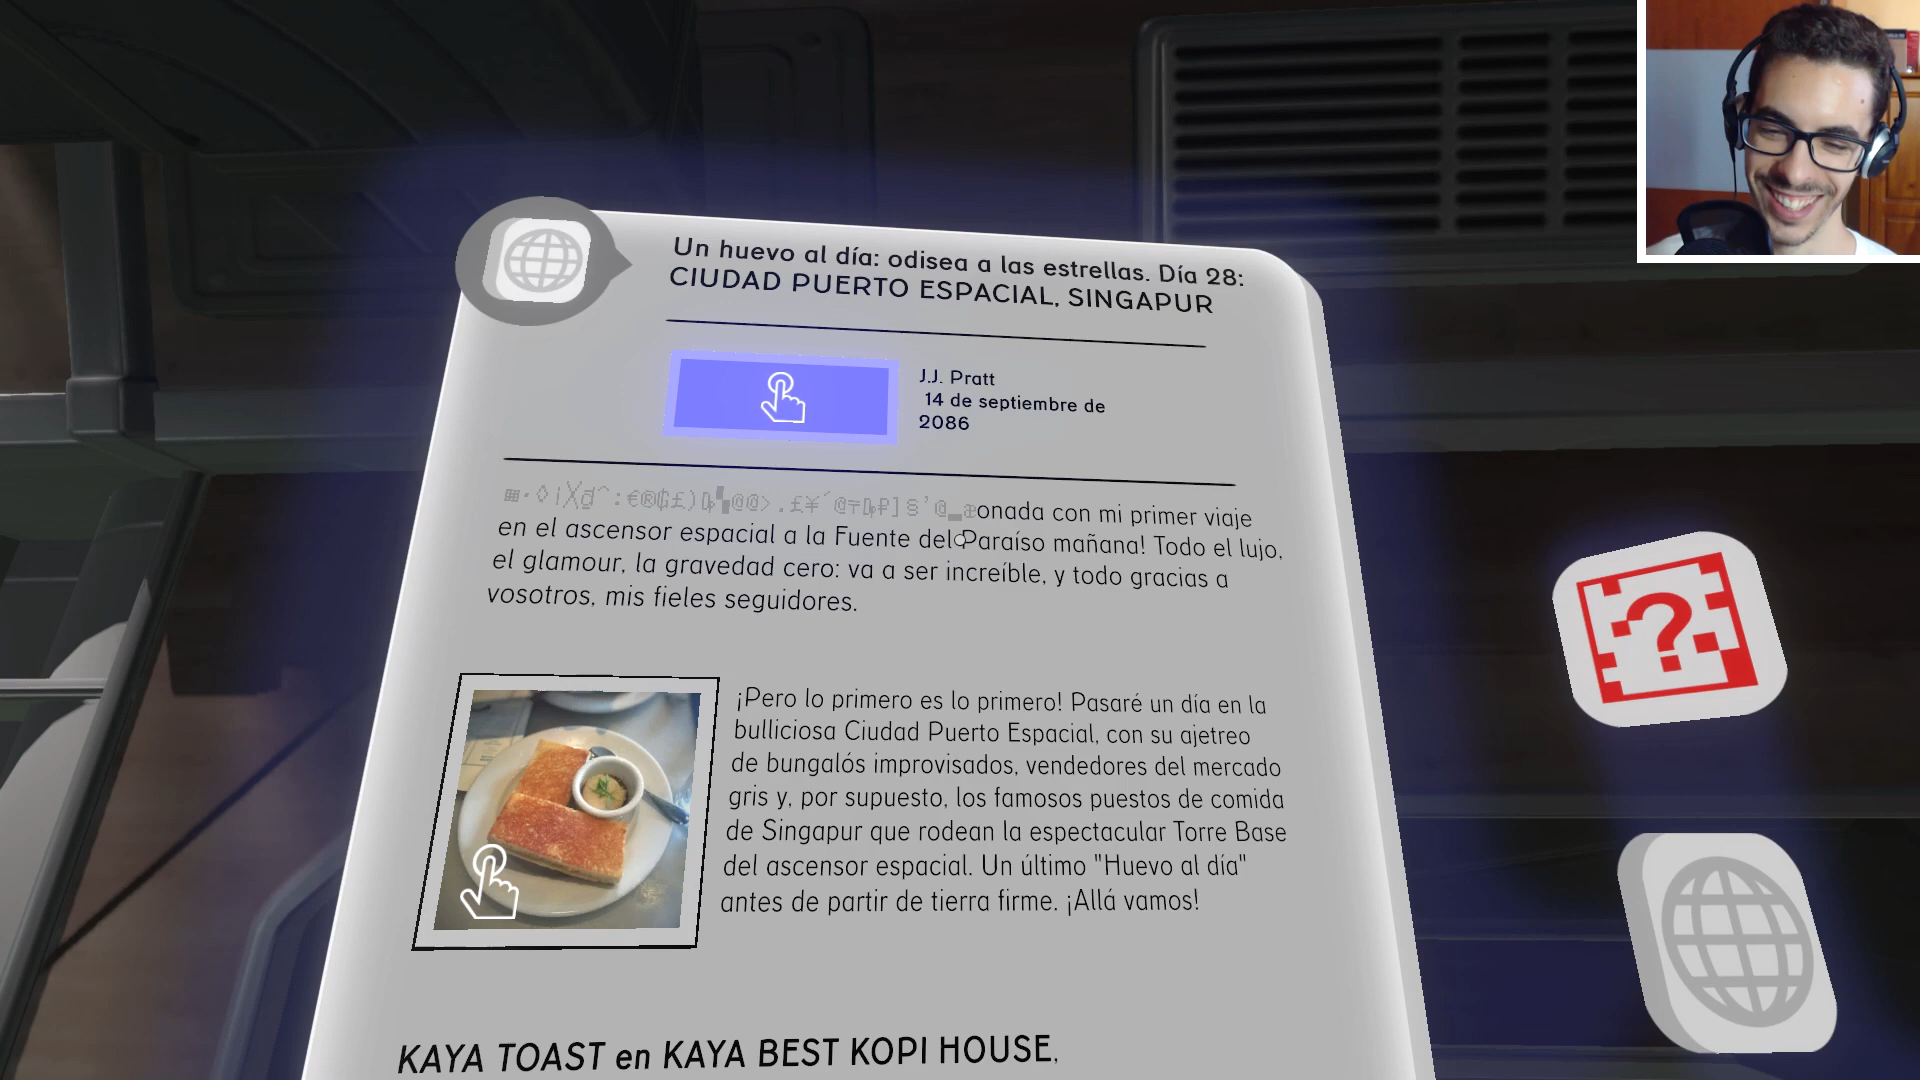 Un huevo al día: odisea a las estrellas. Día 28:
CIUDAD PUERTO ESPACIAL, SINGAPUR
J.J. Pratt
14 de septiembre de
2086
onada con mi primer viaje
en el ascensor espacial a la Fuente del Paraíso mañana! Todo el lujo,
el glamour, la gravedad cero: va a ser increíble, y todo gracias a
vosotros, mis fieles seguidores.
¡Pero lo primero es lo primero! Pasaré un día en la
bulliciosa Ciudad Puerto Espacial, con su ajetreo
de bungalós improvisados, vendedores del mercado
gris y, por supuesto, los famosos puestos de comida
de Singapur que rodean la espectacular Torre Base
del ascensor espacial. Un último "Huevo al día"
antes de partir de tierra firme. ¡Allá vamos!
KAYA TOAST en KAYA BEST KOPI HOUSE,
?